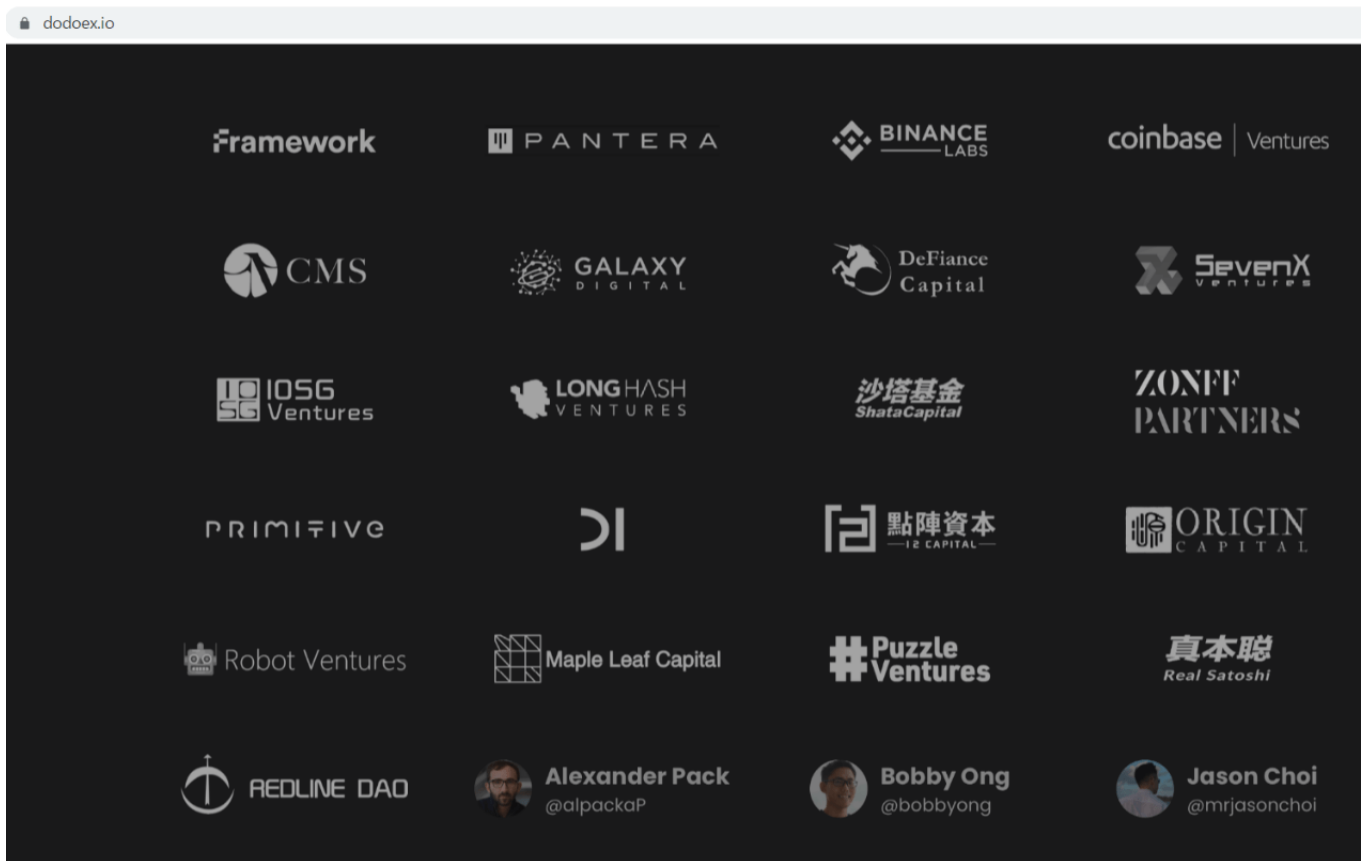 dodoex.io
Framework
PANTERA
BINANCE
LABS
coinbase | Ventures
CMS
GALAXY
DIGITAL
DeFiance
Capital
SevenX
ventures
IOSG
Ventures
LONGHASH
VENTURES
沙塔基金
ShataCapital
ZONFF
PARTNERS
PRIMITIVE
點陣資本
12 CAPITAL
ORIGIN
CAPITAL
Robot Ventures
Maple Leaf Capital
Puzzle
Ventures
真本聪
Real Satoshi
REDLINE DAO
Alexander Pack
@alpackaP
Bobby Ong
@bobbyong
Jason Choi
@mrjasonchoi